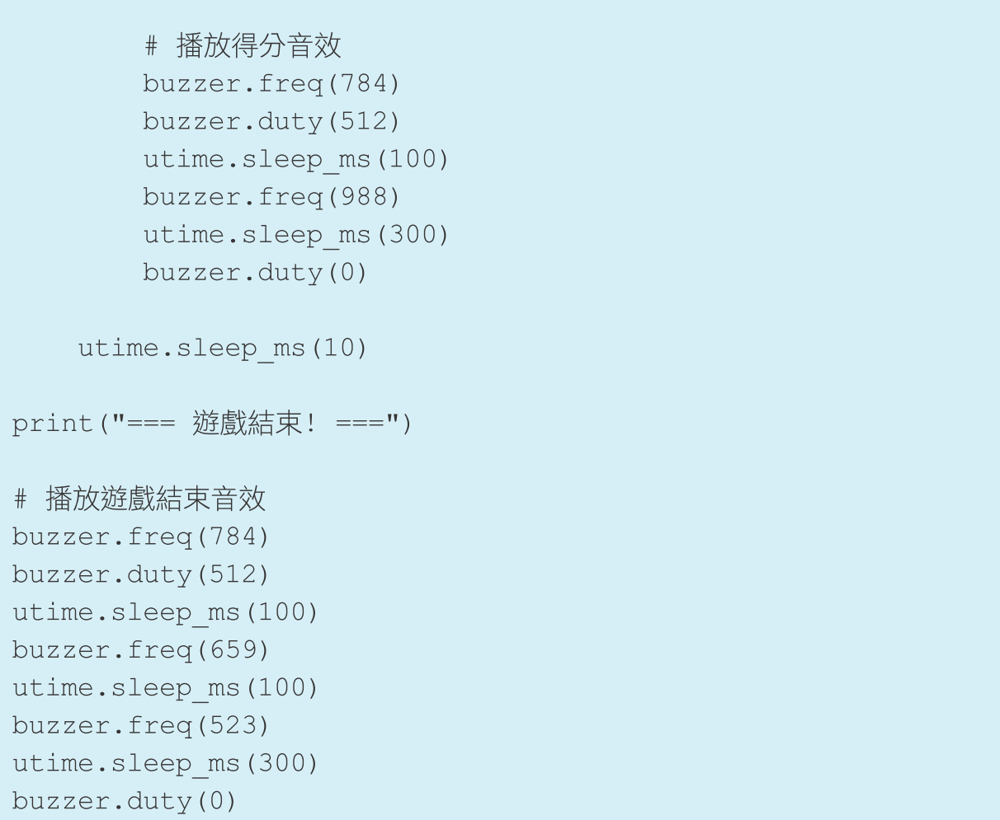 # 播放得分音效
        buzzer.freq(784)
        buzzer.duty(512)
        utime.sleep_ms(100)
        buzzer.freq(988)
        utime.sleep_ms(300)
        buzzer.duty(0)

    utime.sleep_ms(10)

print("=== 遊戲結束! ===")

# 播放遊戲結束音效
buzzer.freq(784)
buzzer.duty(512)
utime.sleep_ms(100)
buzzer.freq(659)
utime.sleep_ms(100)
buzzer.freq(523)
utime.sleep_ms(300)
buzzer.duty(0)